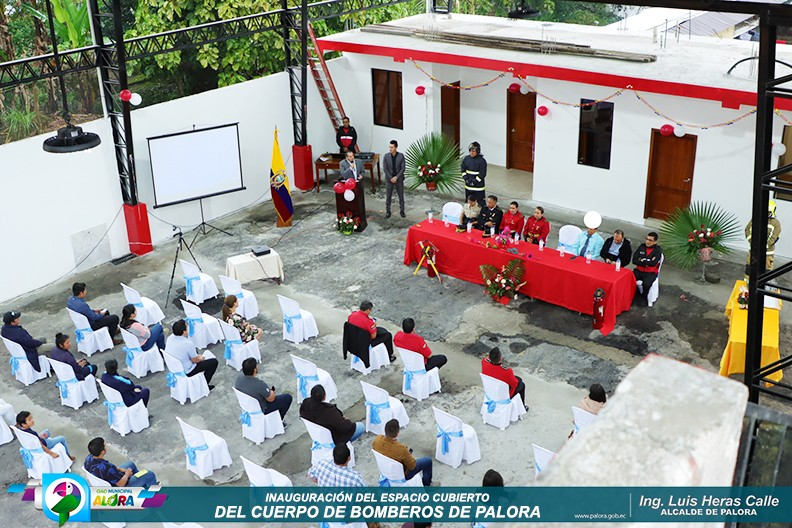 GAD MUNICIPAL
PALORA
INAUGURACIÓN DEL ESPACIO CUBIERTO
DEL CUERPO DE BOMBEROS DE PALORA
www.palora.gob.ec
Ing. Luis Heras Calle
ALCALDE DE PALORA